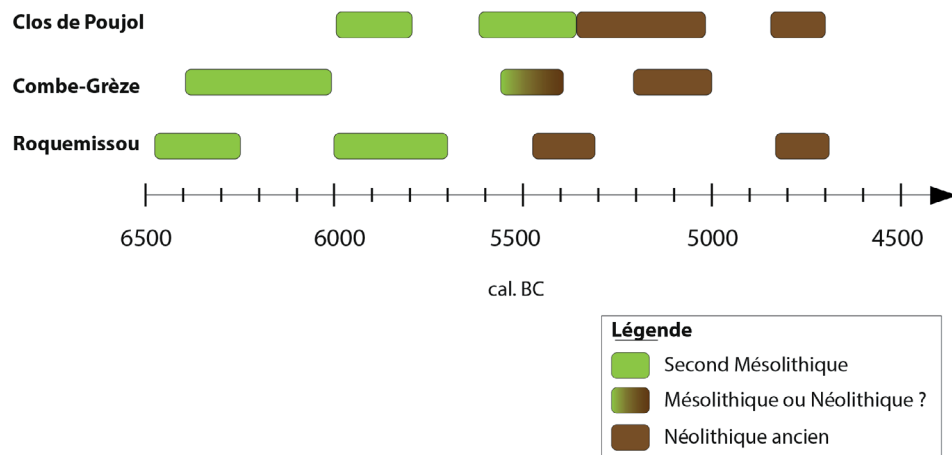 Clos de Poujol
Combe-Grèze
Roquemissou
6500 6000 5500 5000 4500
cal. BC
Légende
Second Mésolithique
Mésolithique ou Néolithique ?
Néolithique ancien